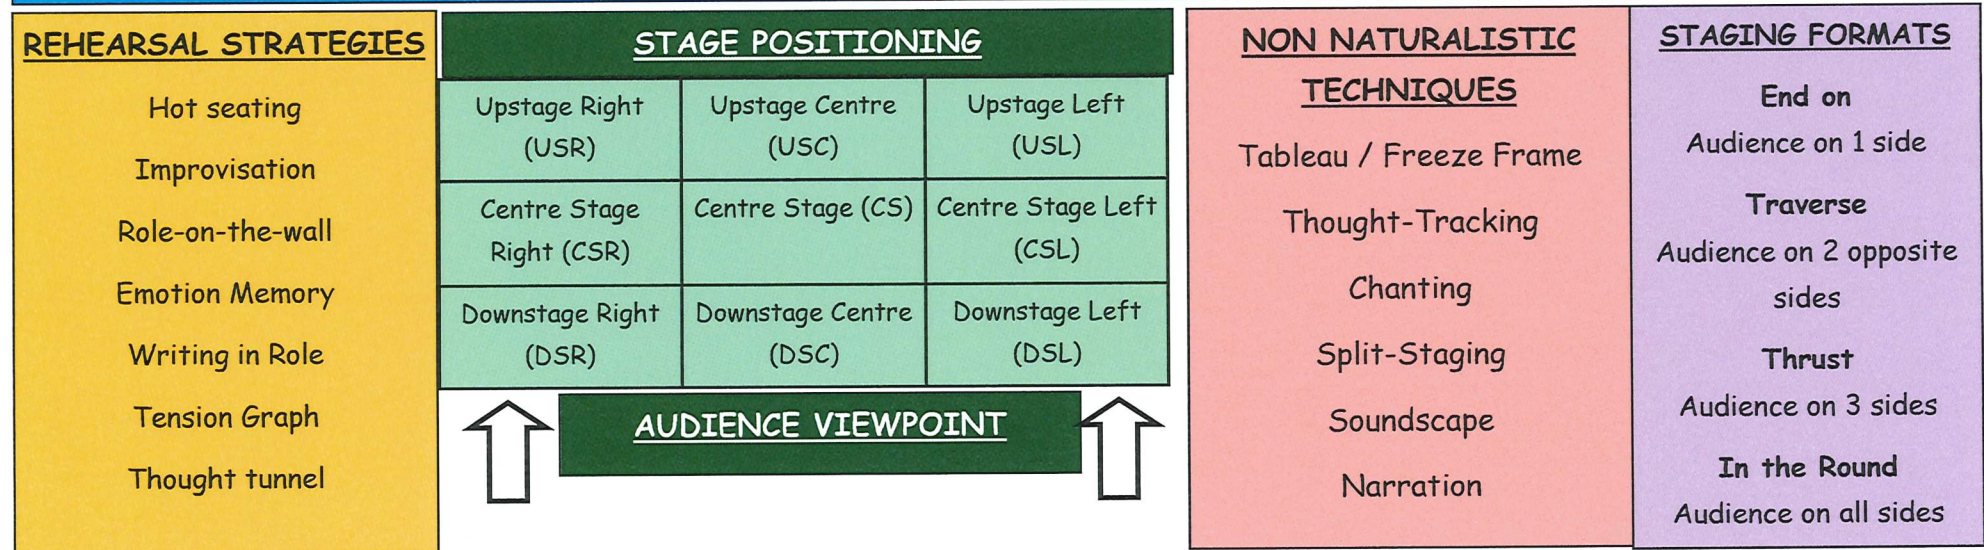 REHEARSAL STRATEGIES
Hot seating
Improvisation
Role-on-the-wall
Emotion Memory
Writing in Role
Tension Graph
Thought tunnel
STAGE POSITIONING
Upstage Right
(USR)
Upstage Centre
(USC)
Upstage Left
(USL)
Centre Stage
Right (CSR)
Centre Stage (CS)
Centre Stage Left
(CSL)
Downstage Right
(DSR)
Downstage Centre
(DSC)
Downstage Left
(DSL)
AUDIENCE VIEWPOINT
NON NATURALISTIC
TECHNIQUES
Tableau / Freeze Frame
Thought-Tracking
Chanting
Split-Staging
Soundscape
Narration
STAGING FORMATS
End on
Audience on 1 side
Traverse
Audience on 2 opposite
sides
Thrust
Audience on 3 sides
In the Round
Audience on all sides